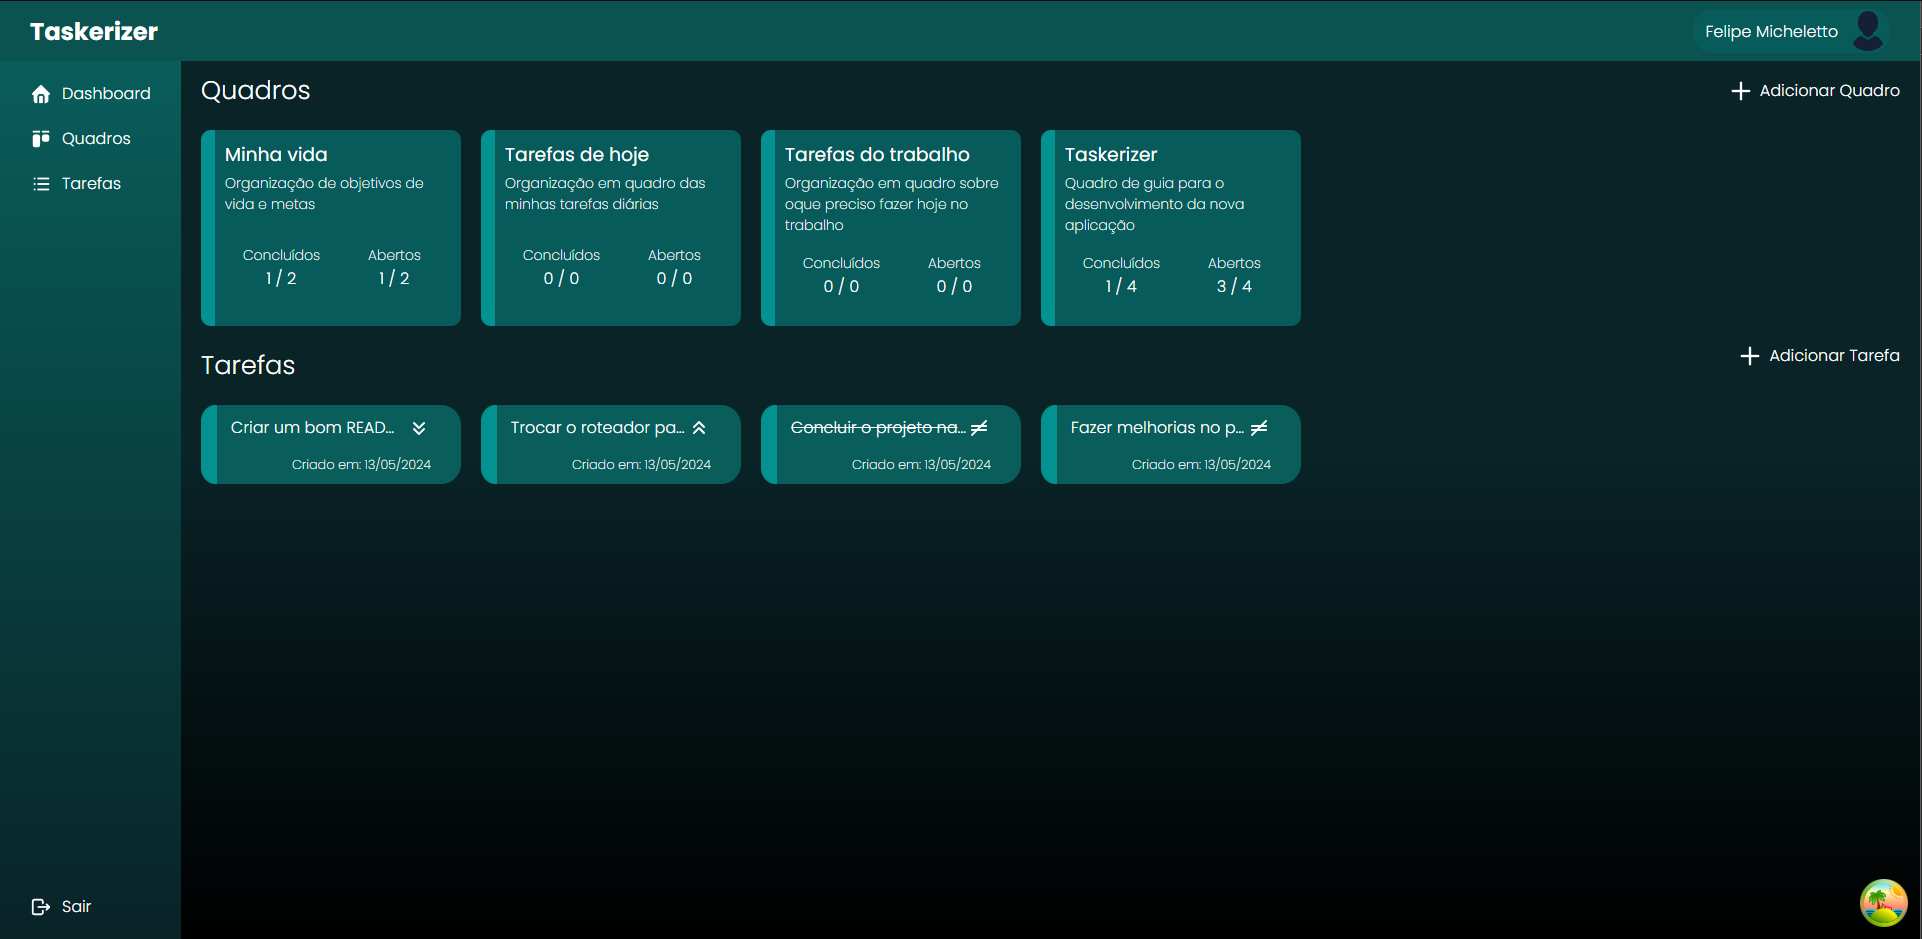 Taskerizer
Felipe Micheletto
Dashboard
Quadros
Tarefas
Sair
Quadros
Adicionar Quadro
Minha vida
Organização de objetivos de
vida e metas
Concluídos
Abertos
1 / 2
1 / 2
Tarefas de hoje
Organização em quadro das
minhas tarefas diárias
Concluídos
Abertos
0 / 0
0 / 0
Tarefas do trabalho
Organização em quadro sobre
oque preciso fazer hoje no
trabalho
Concluídos
Abertos
0 / 0
0 / 0
Taskerizer
Quadro de guia para o
desenvolvimento da nova
aplicação
Concluídos
Abertos
1 / 4
3 / 4
Tarefas
Adicionar Tarefa
Criar um bom READ...
Criado em: 13/05/2024
Trocar o roteador pa...
Criado em: 13/05/2024
Concluir o projeto na...
Criado em: 13/05/2024
Fazer melhorias no p...
Criado em: 13/05/2024